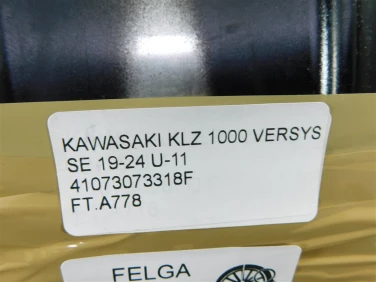 KAWASAKI KLZ 1000 VERSYS
SE 19-24 U-11
41073073318F
FT.A778
FELGA